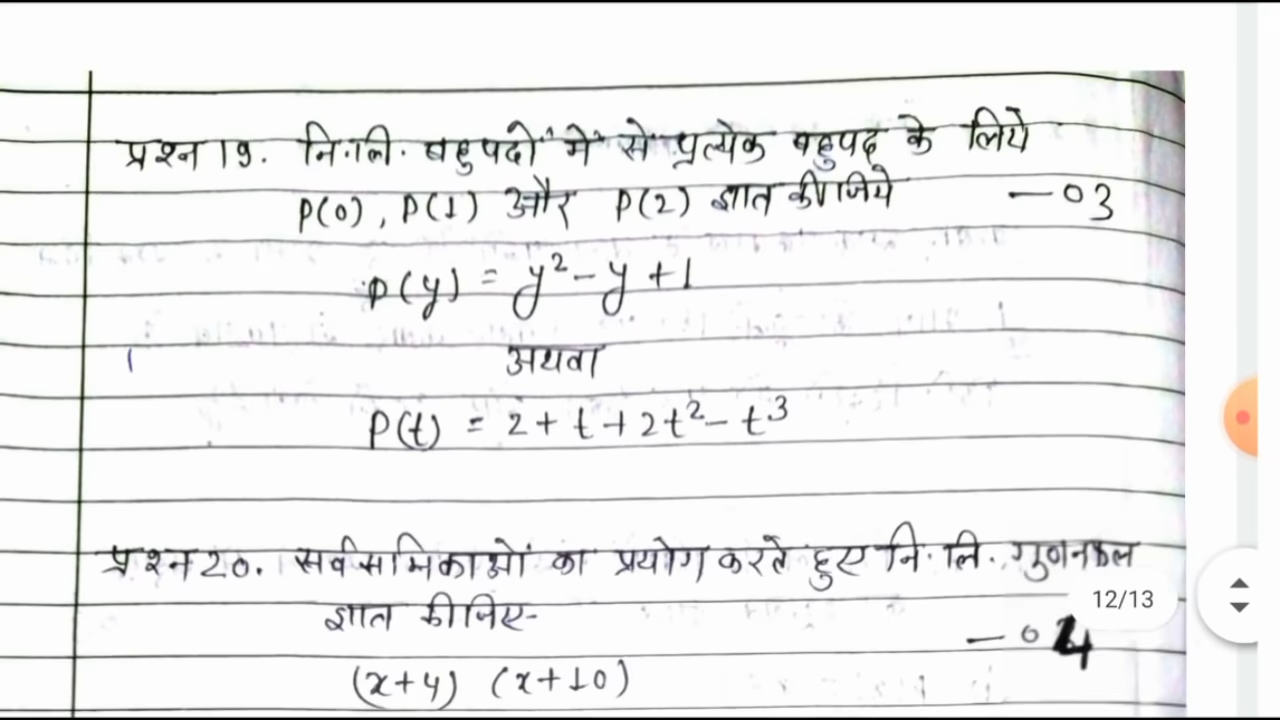 प्रश्न 19. नि.लि. बहुपदों में से प्रत्येक बहुपद के लिये
P(0), P(1) और P(2) ज्ञात कीजिये — 03
P(y) = y² - y + 1
अथवा
P(t) = 2 + t + 2t² - t³
प्रश्न 20. सर्वसमिकाओं का प्रयोग करते हुए नि.लि. गुणनफल
ज्ञात कीजिए-
12/13
— 04
(x+4) (x+10)